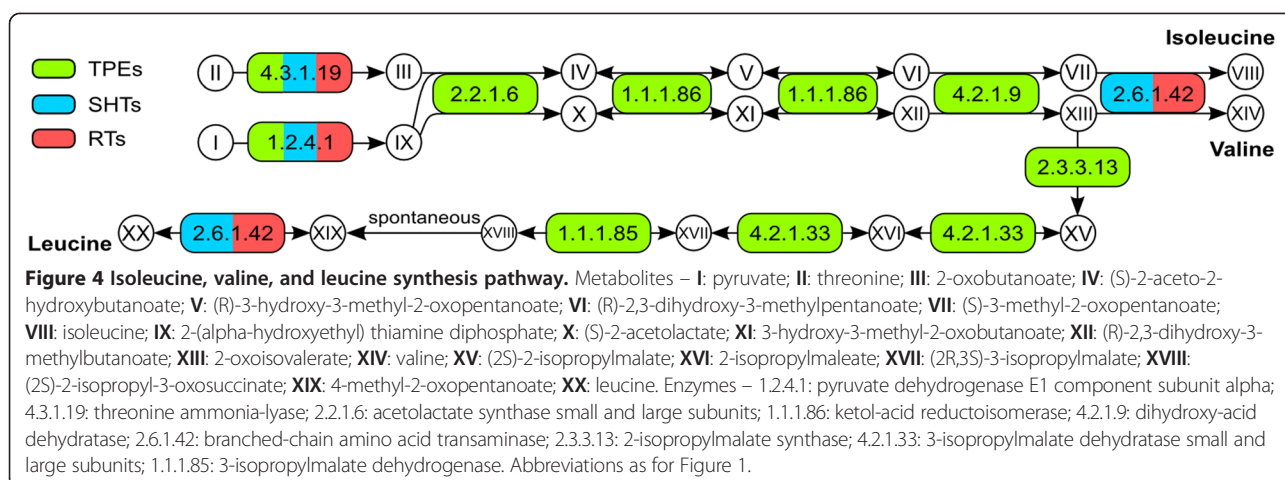 Isoleucine
TPEs
SHTs
RTs
II 4.3.1.19 III IV V VI VII VIII
2.2.1.6 1.1.1.86 1.1.1.86 4.2.1.9 2.6.1.42
I 1.2.4.1 IX X XI XII XIII XIV
Valine
2.3.3.13
spontaneous
Leucine XX 2.6.1.42 XIX XVIII 1.1.1.85 XVII 4.2.1.33 XVI 4.2.1.33 XV
Figure 4 Isoleucine, valine, and leucine synthesis pathway. Metabolites – I: pyruvate; II: threonine; III: 2-oxobutanoate; IV: (S)-2-aceto-2-
hydroxybutanoate; V: (R)-3-hydroxy-3-methyl-2-oxopentanoate; VI: (R)-2,3-dihydroxy-3-methylpentanoate; VII: (S)-3-methyl-2-oxopentanoate;
VIII: isoleucine; IX: 2-(alpha-hydroxyethyl) thiamine diphosphate; X: (S)-2-acetolactate; XI: 3-hydroxy-3-methyl-2-oxobutanoate; XII: (R)-2,3-dihydroxy-3-
methylbutanoate; XIII: 2-oxoisovalerate; XIV: valine; XV: (2S)-2-isopropylmalate; XVI: 2-isopropylmaleate; XVII: (2R,3S)-3-isopropylmalate; XVIII:
(2S)-2-isopropyl-3-oxosuccinate; XIX: 4-methyl-2-oxopentanoate; XX: leucine. Enzymes – 1.2.4.1: pyruvate dehydrogenase E1 component subunit alpha;
4.3.1.19: threonine ammonia-lyase; 2.2.1.6: acetolactate synthase small and large subunits; 1.1.1.86: ketol-acid reductoisomerase; 4.2.1.9: dihydroxy-acid
dehydratase; 2.6.1.42: branched-chain amino acid transaminase; 2.3.3.13: 2-isopropylmalate synthase; 4.2.1.33: 3-isopropylmalate dehydratase small and
large subunits; 1.1.1.85: 3-isopropylmalate dehydrogenase. Abbreviations as for Figure 1.